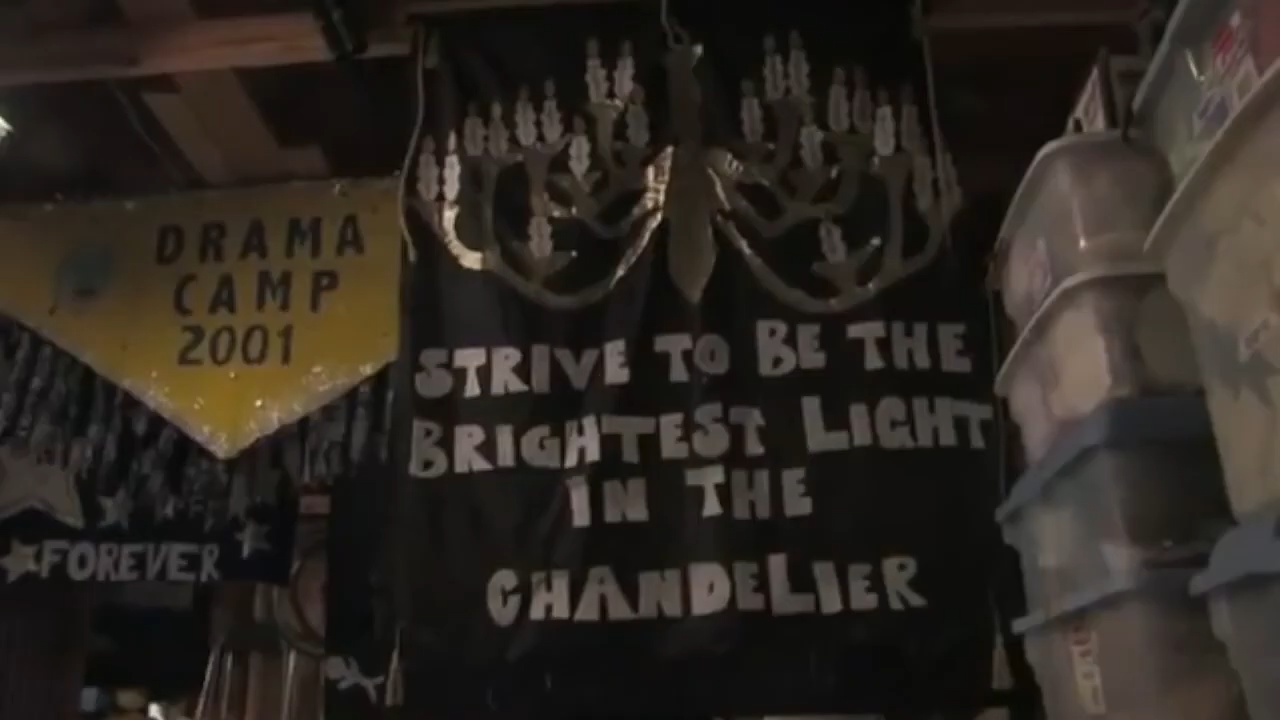 DRAMA
CAMP
2001
FOREVER
STRIVE TO BE THE
BRIGHTEST LIGHT
IN THE
CHANDELIER